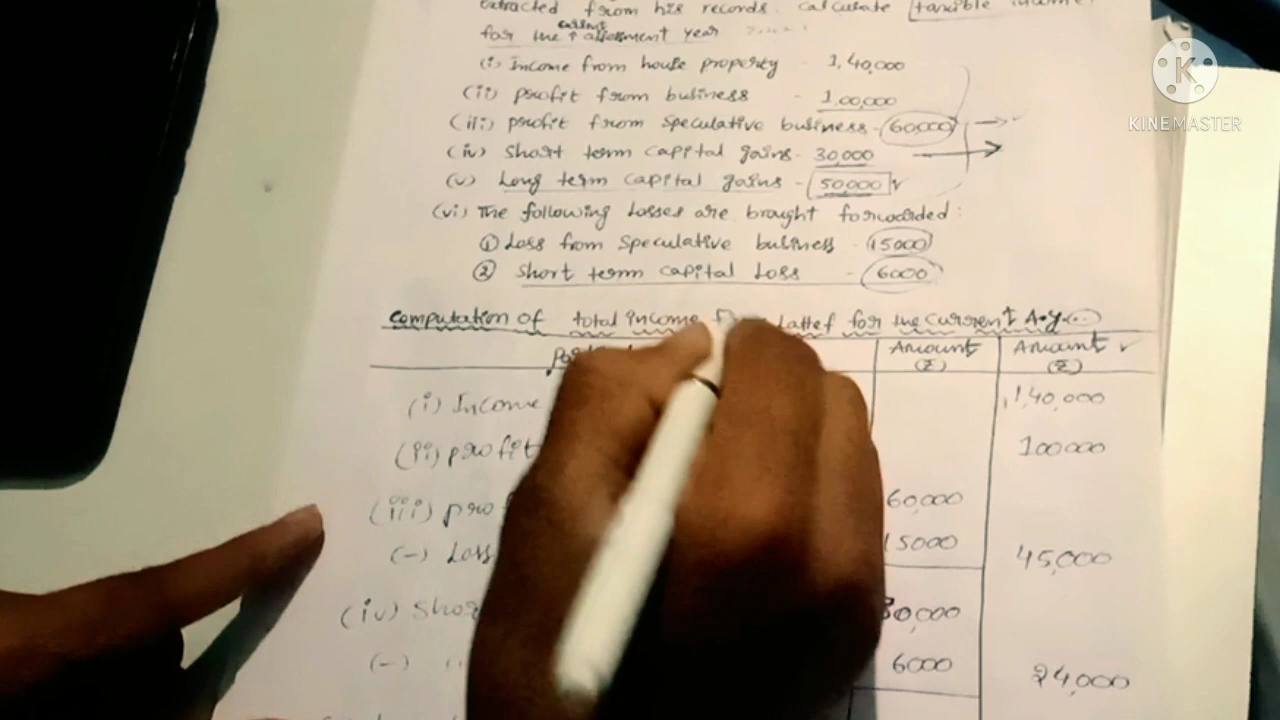 extracted from his records. Calculate taxable income
for the current assessment year
(i) Income from house property - 1,40,000
(ii) profit from business - 1,00,000
(iii) profit from speculative business - 60000
(iv) Short term capital gains - 30,000
(v) Long term capital gains - 50,000
(vi) The following Losses are brought forwarded:
① Loss from speculative business - 15000
② Short term capital Loss - 6000
Computation of total income Lattef for the current A.y.
Amount (₹) Amount (₹)
(i) Income 1,40,000
(ii) profit 100000
(iii) pro 60,000
(-) Loss 15000 45,000
(iv) Shor 30,000
(-) 6000 24,000
K
KINEMASTER